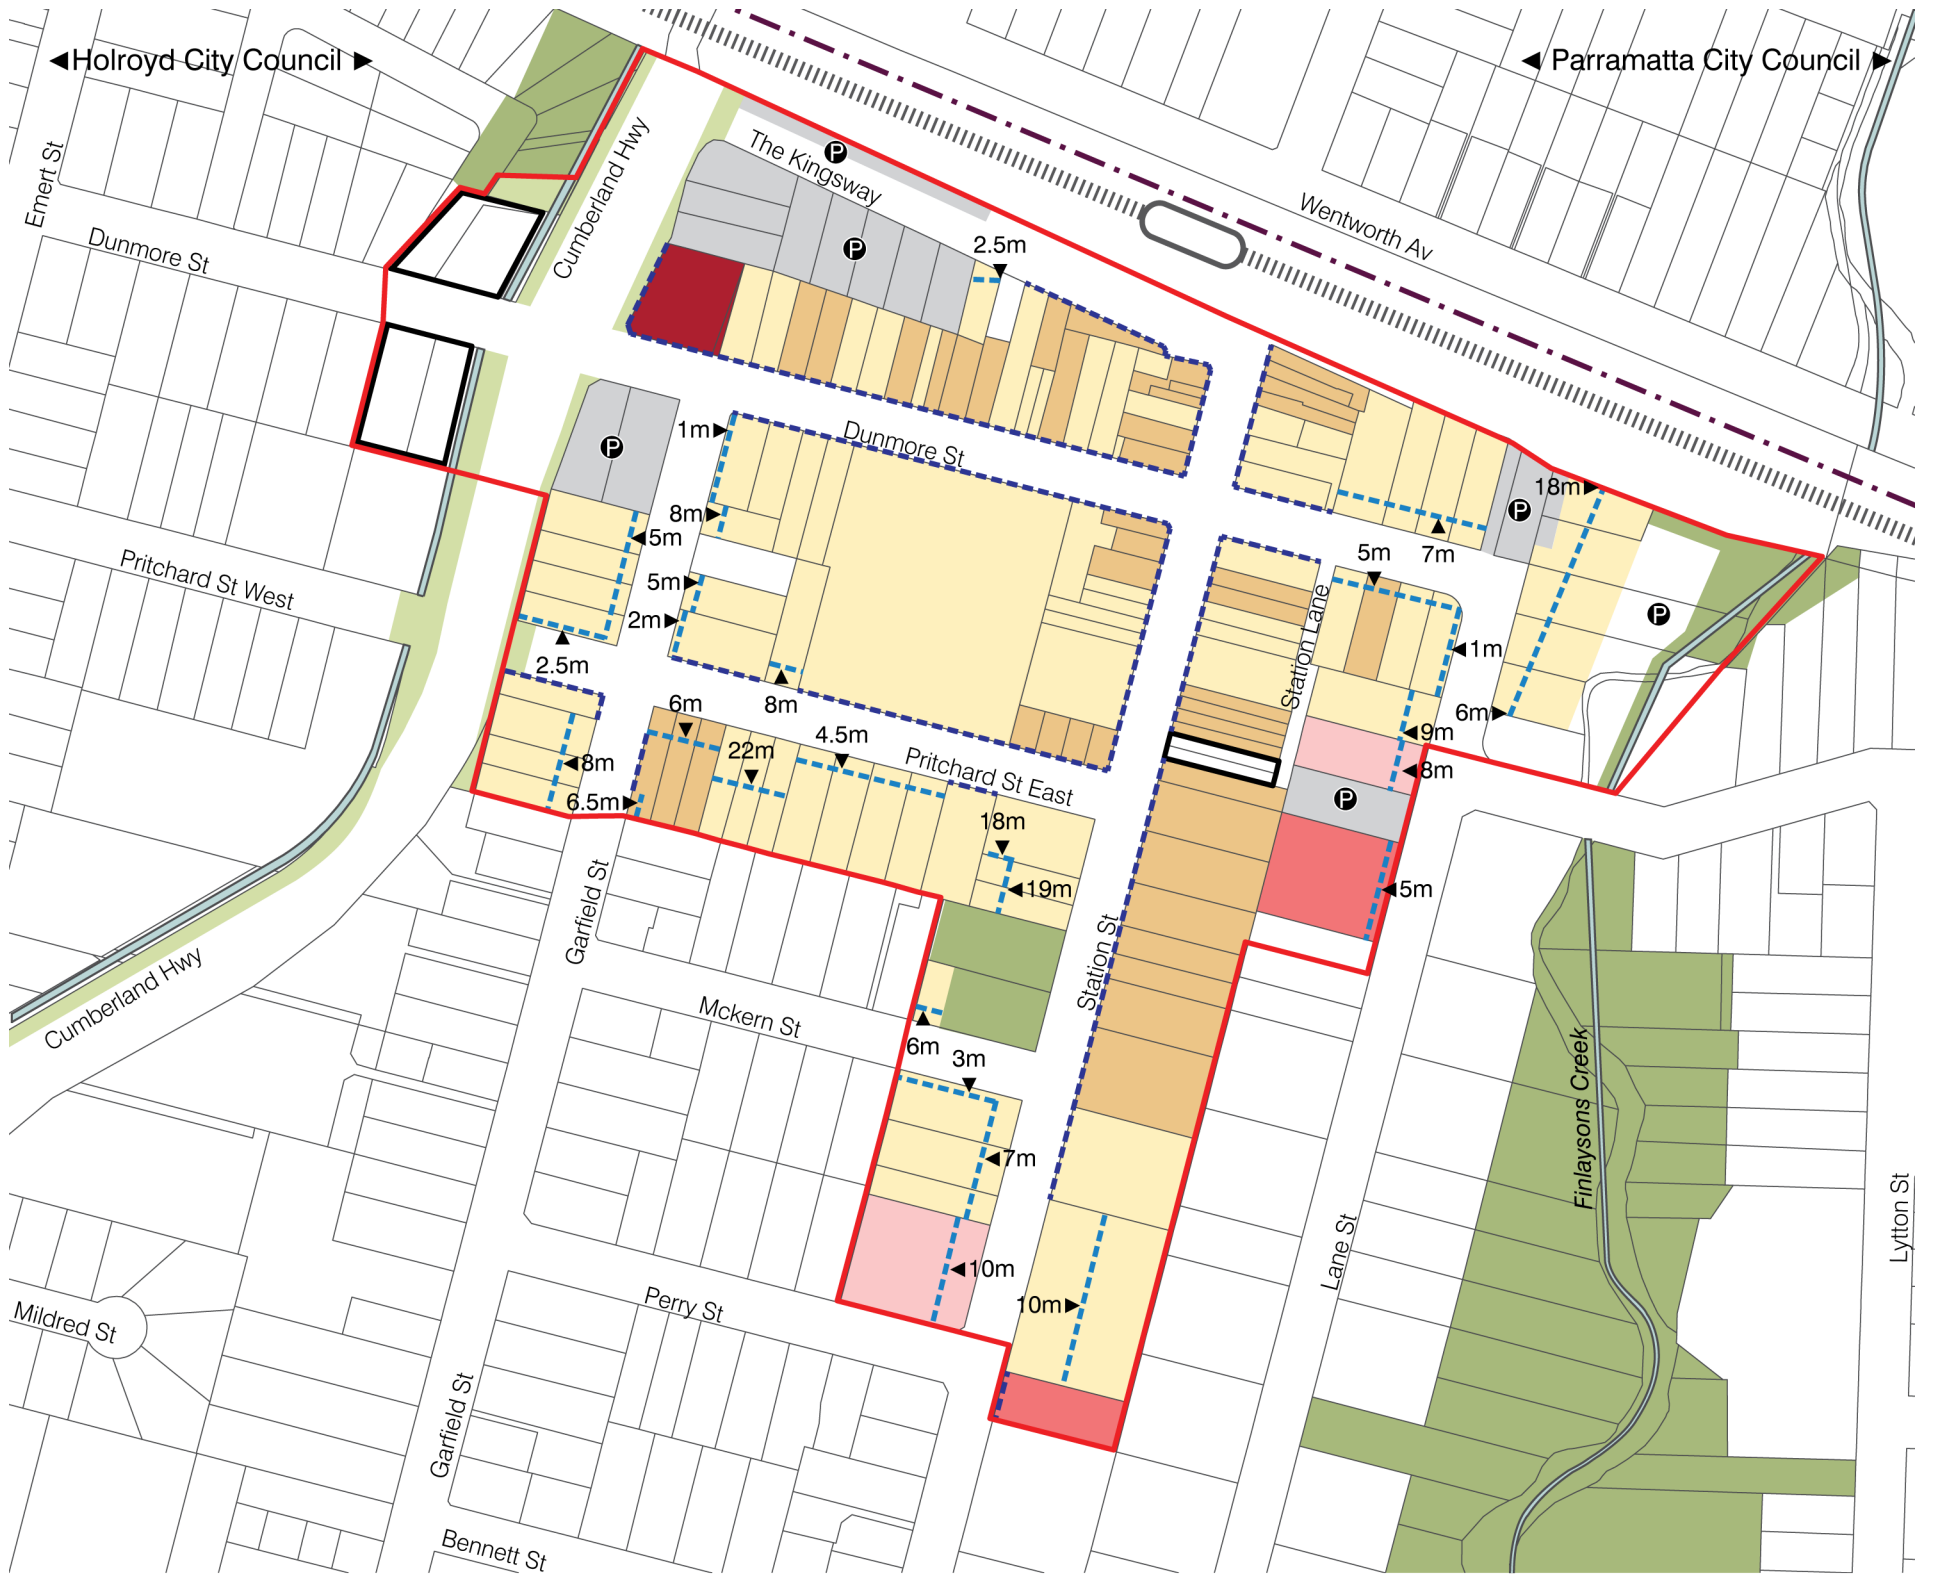 ◄Holroyd City Council ►
◄ Parramatta City Council ►
Emert St
Cumberland Hwy
The Kingsway
P
Wentworth Av
Dunmore St
P
2.5m
1m
Dunmore St
P
18m
8m
P
5m
7m
5m
Pritchard St West
5m
2m
Station Lane
P
1m
2.5m
8m
6m
6m
4.5m
22m
9m
8m
8m
Pritchard St East
6.5m
P
18m
19m
5m
Garfield St
Station St
Cumberland Hwy
Mckern St
6m
3m
Finlaysons Creek
7m
Lytton St
10m
Lane St
10m
Perry St
Mildred St
Garfield St
Bennett St